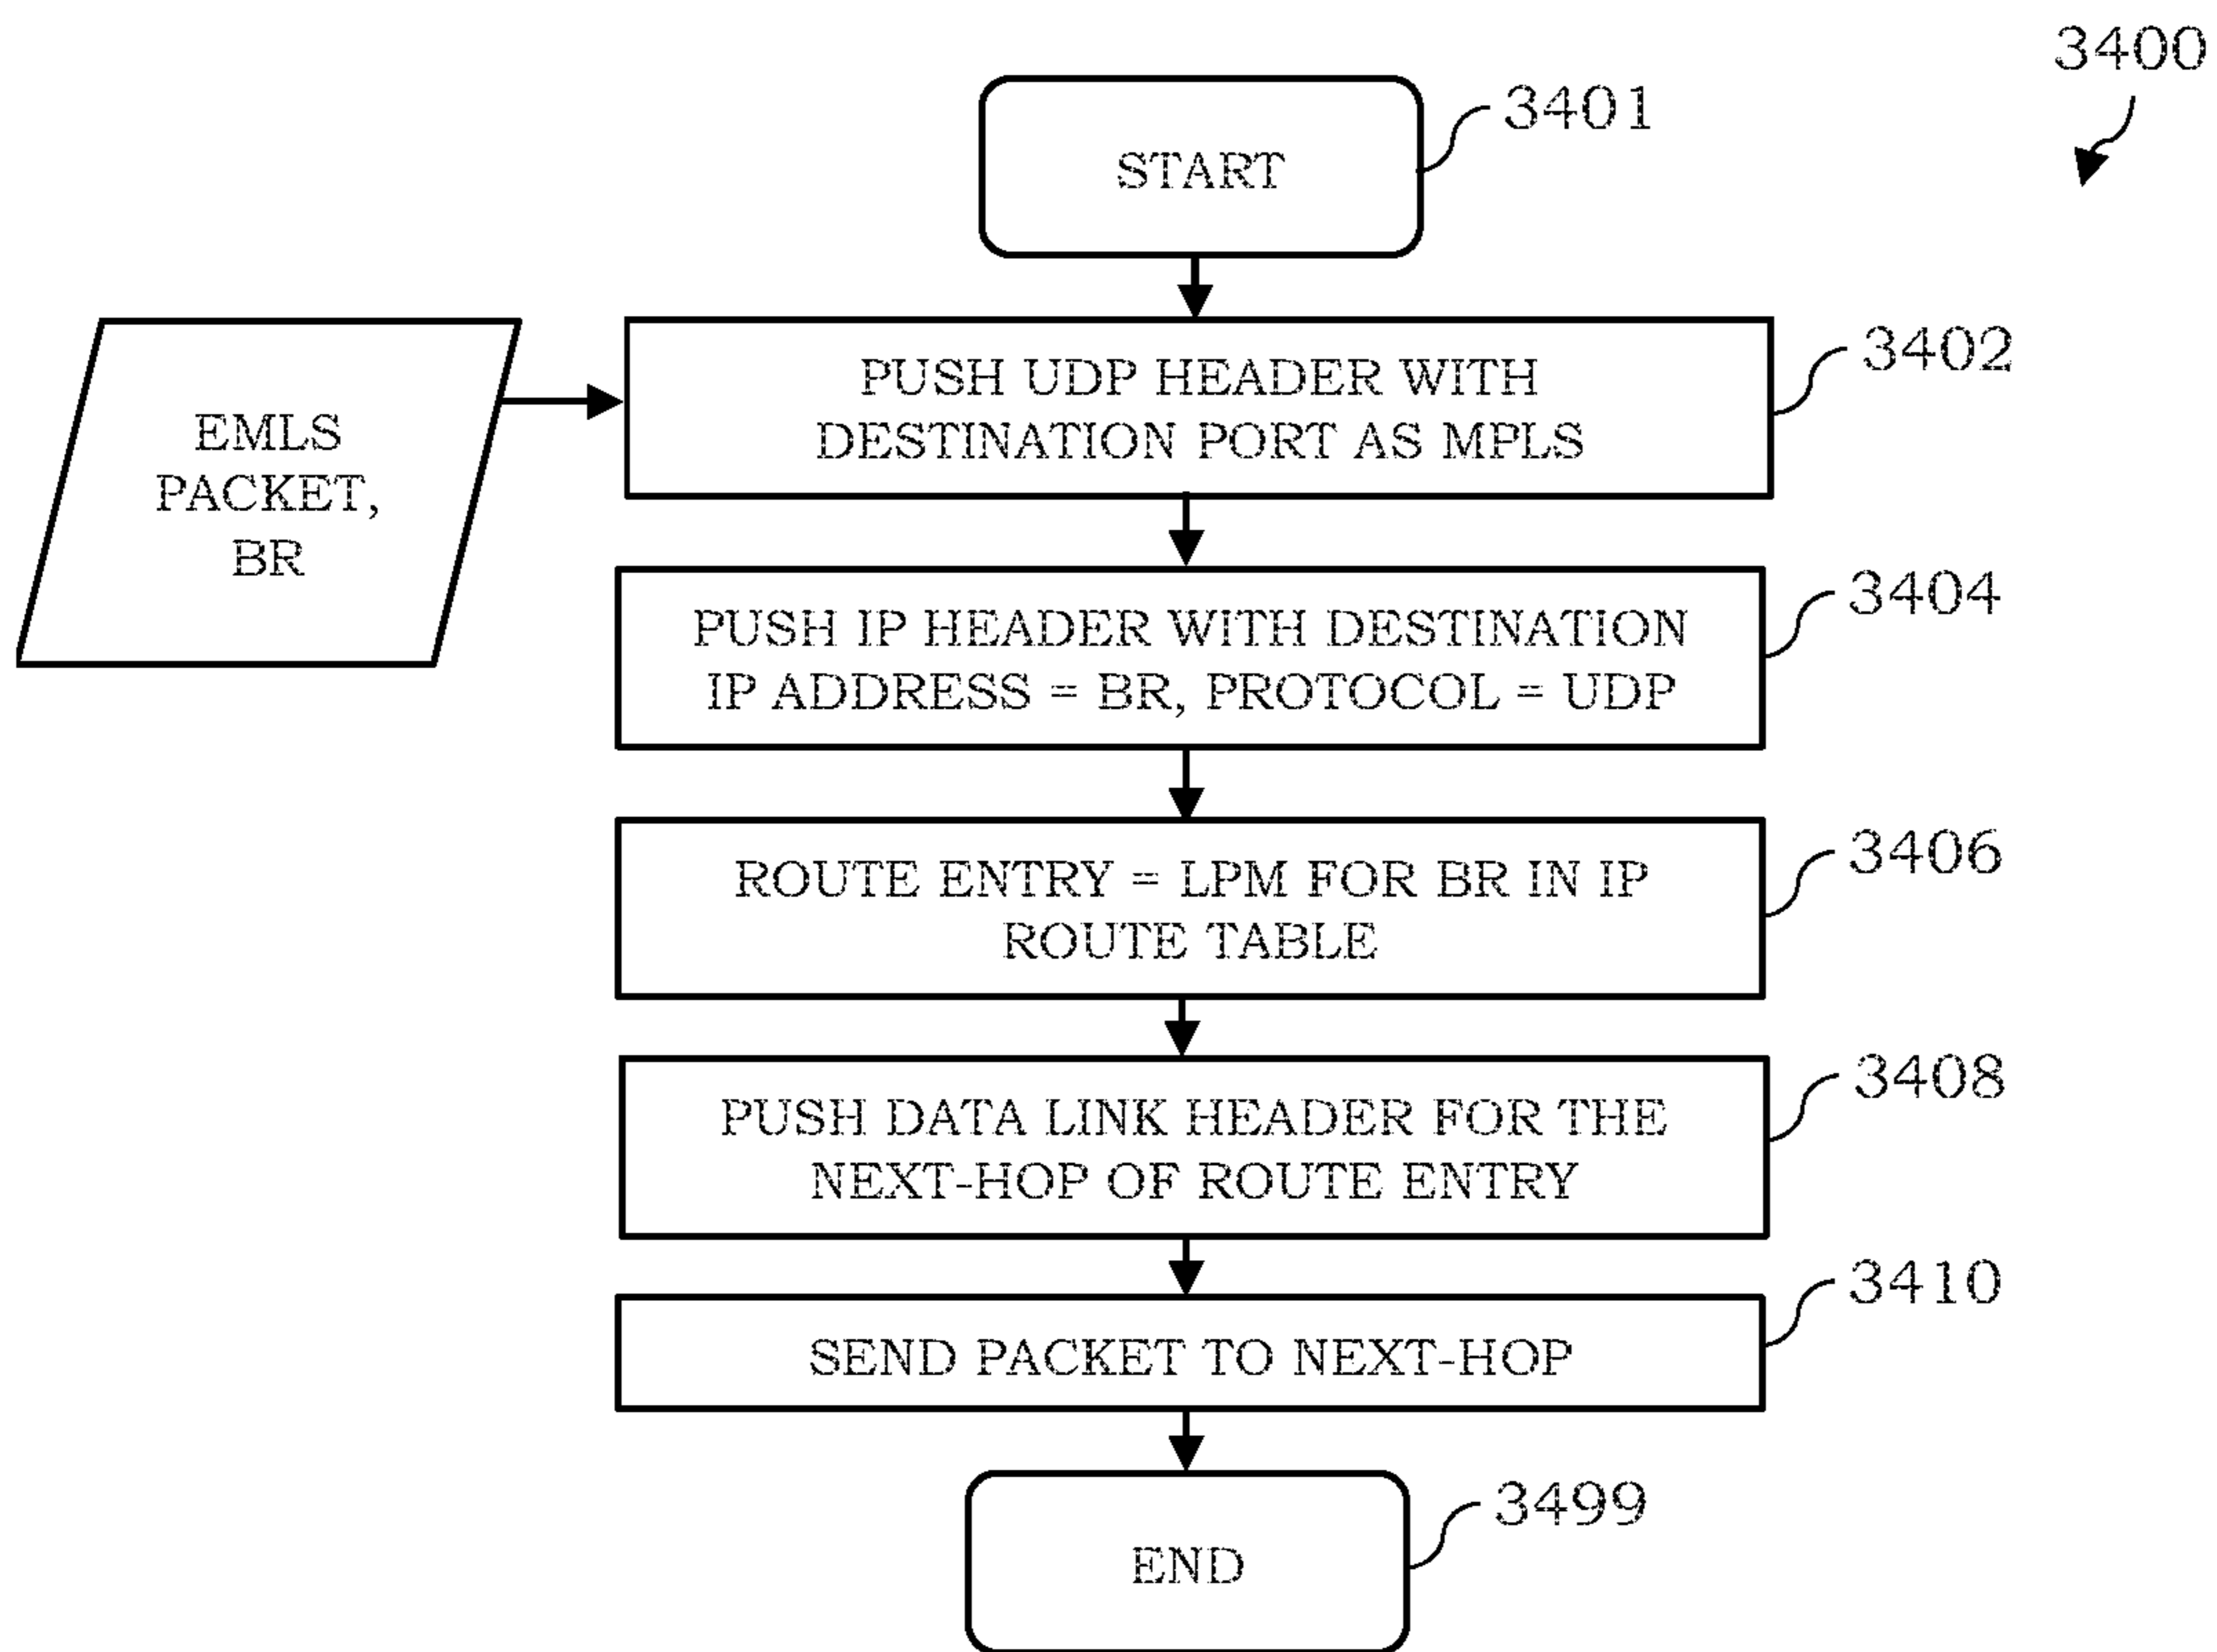 3400
START
3401
EMLS
PACKET,
BR
PUSH UDP HEADER WITH
DESTINATION PORT AS MPLS
3402
PUSH IP HEADER WITH DESTINATION
IP ADDRESS = BR, PROTOCOL = UDP
3404
ROUTE ENTRY = LPM FOR BR IN IP
ROUTE TABLE
3406
PUSH DATA LINK HEADER FOR THE
NEXT-HOP OF ROUTE ENTRY
3408
SEND PACKET TO NEXT-HOP
3410
END
3499